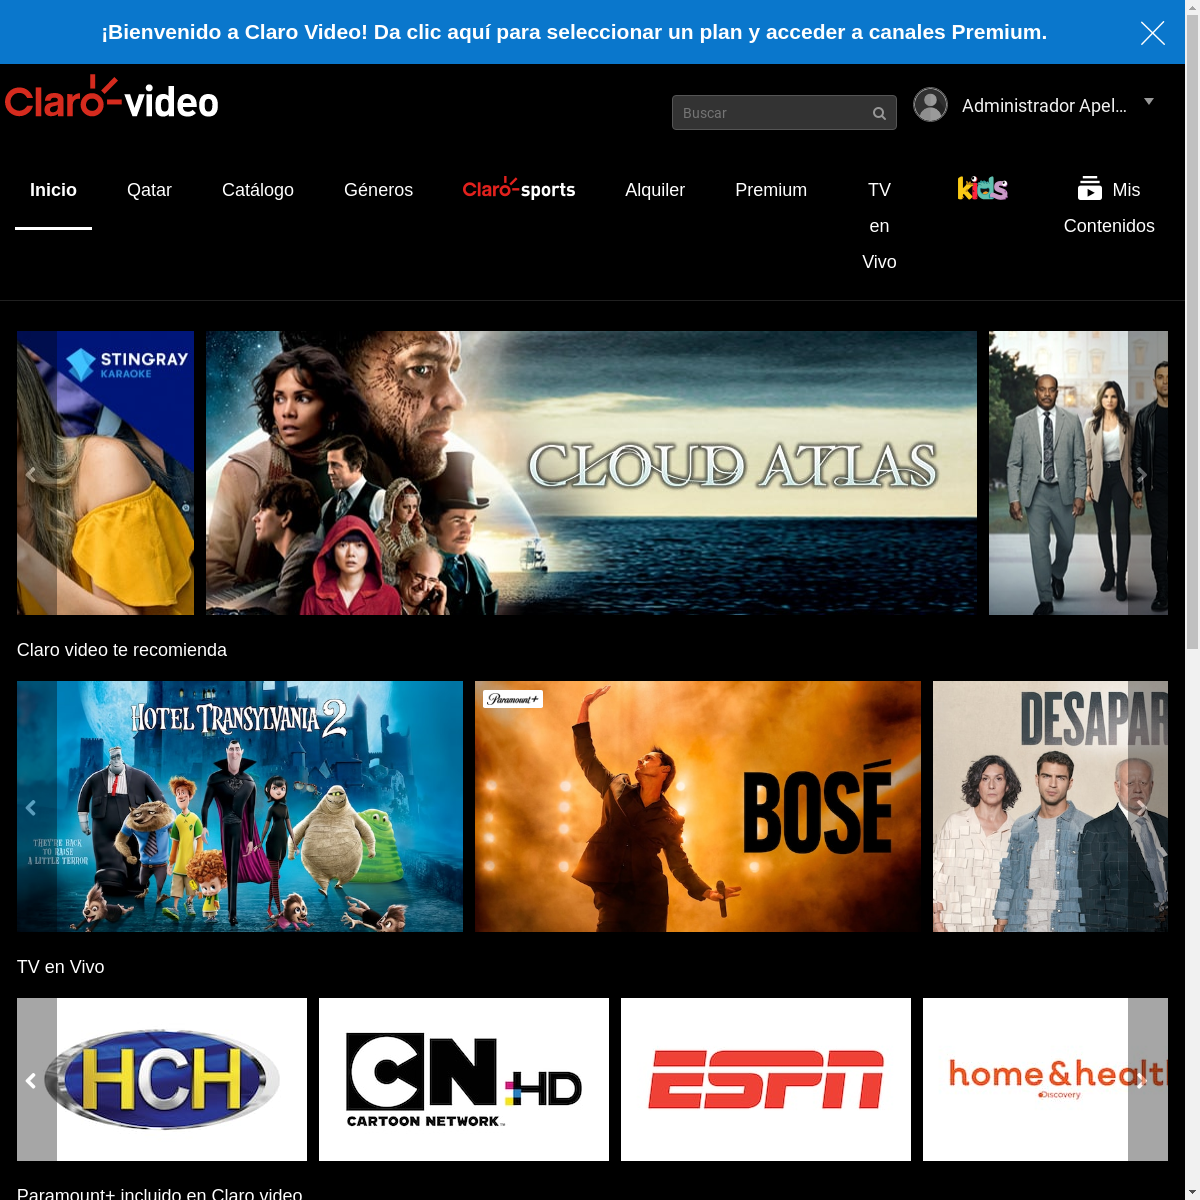 ¡Bienvenido a Claro Video! Da clic aquí para seleccionar un plan y acceder a canales Premium.
Claro-video
Buscar
Administrador Apel...
Inicio
Qatar
Catálogo
Géneros
Claro-sports
Alquiler
Premium
TV
en
Vivo
kids
Mis
Contenidos
STINGRAY
KARAOKE
CLOUD ATLAS
Claro video te recomienda
HOTEL TRANSYLVANIA 2
THEY'RE BACK
TO RAISE
A LITTLE TERROR
Paramount+
BOSÉ
DESAPAR
TV en Vivo
HCH
CN HD
CARTOON NETWORK
ESPN
home & healt
Discovery
Paramount+ incluido en Claro video